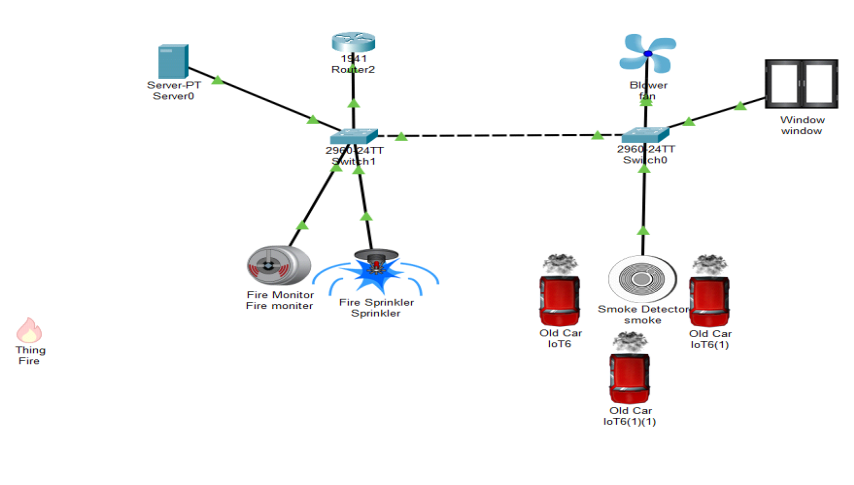 1941
Router2
Server-PT
Server0
Blower
fan
Window
window
2960-24TT
Switch1
2960-24TT
Switch0
Fire Monitor
Fire moniter
Fire Sprinkler
Sprinkler
Smoke Detector
smoke
Old Car
IoT6
Old Car
IoT6(1)
Thing
Fire
Old Car
IoT6(1)(1)